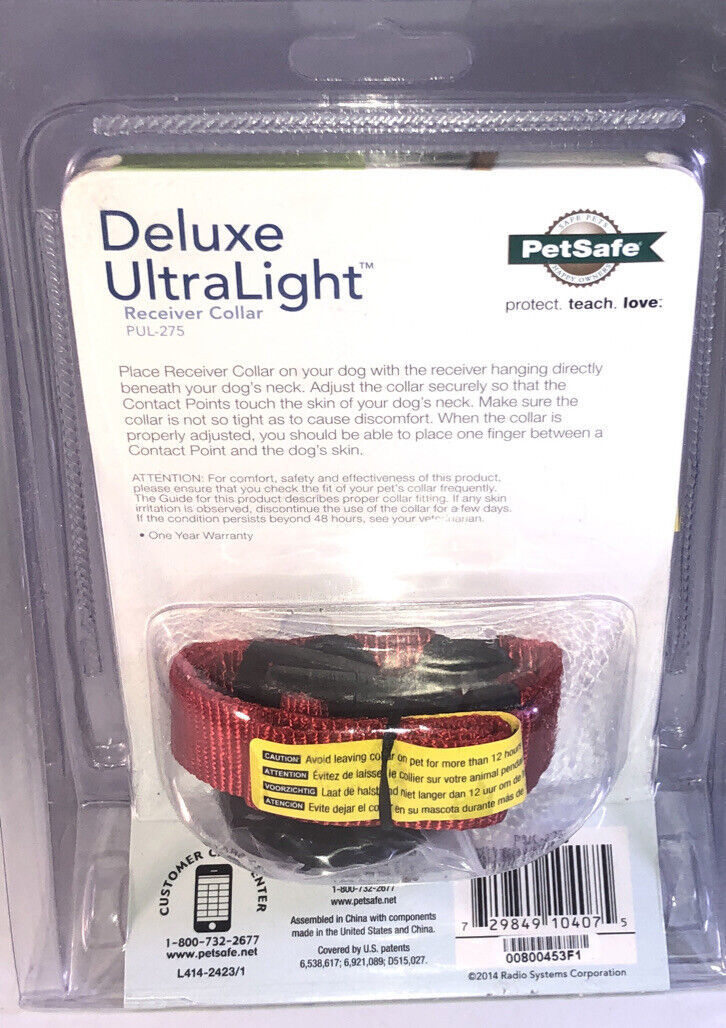 Deluxe
UltraLight™
Receiver Collar
PUL-275
SAFE PETS
PetSafe®
HAPPY OWNERS
protect. teach. love.
Place Receiver Collar on your dog with the receiver hanging directly
beneath your dog's neck. Adjust the collar securely so that the
Contact Points touch the skin of your dog's neck. Make sure the
collar is not so tight as to cause discomfort. When the collar is
properly adjusted, you should be able to place one finger between a
Contact Point and the dog's skin.
ATTENTION: For comfort, safety and effectiveness of this product,
please ensure that you check the fit of your pet's collar frequently.
The Guide for this product describes proper collar fitting. If any skin
irritation is observed, discontinue the use of the collar for a few days.
If the condition persists beyond 48 hours, see your veterinarian.
• One Year Warranty
CAUTION Avoid leaving collar on pet for more than 12 hours
ATTENTION Évitez de laisser le collier sur votre animal
VOORZICHTIG Laat de halsband niet langer dan 12 uur om de
ATENCION Evite dejar el en su mascota durante más de
CUSTOMER CARE CENTER
1-800-732-2677
www.petsafe.net
L414-2423/1
1-800-732-2677
www.petsafe.net
Assembled in China with components
made in the United States and China.
Covered by U.S. patents
6,538,617; 6,921,089; D515,027.
7 29849 10407 5
00800453F1
©2014 Radio Systems Corporation